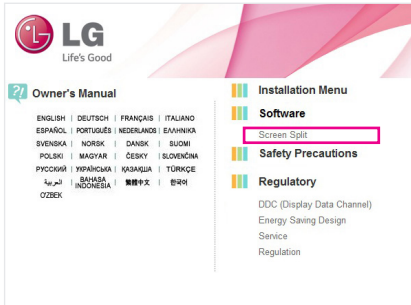 LG
Life's Good
?! Owner's Manual
ENGLISH | DEUTSCH | FRANÇAIS | ITALIANO
ESPAÑOL | PORTUGUÊS | NEDERLANDS | ΕΛΛΗΝΙΚΆ
SVENSKA | NORSK | DANSK | SUOMI
POLSKI | MAGYAR | ČESKY | SLOVENČINA
РУССКИЙ | УКРАЇНСЬКА | ҚАЗАҚША | TÜRKÇE
العربية | BAHASA INDONESIA | 繁體中文 | 한국어
O'ZBEK
Installation Menu
Software
Screen Split
Safety Precautions
Regulatory
DDC (Display Data Channel)
Energy Saving Design
Service
Regulation